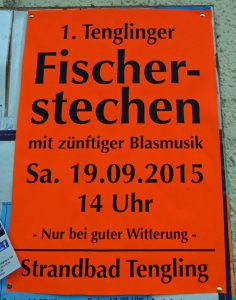 1. Tenglinger
Fischer-
stechen
mit zünftiger Blasmusik
Sa. 19.09.2015
14 Uhr
- Nur bei guter Witterung -
Strandbad Tengling